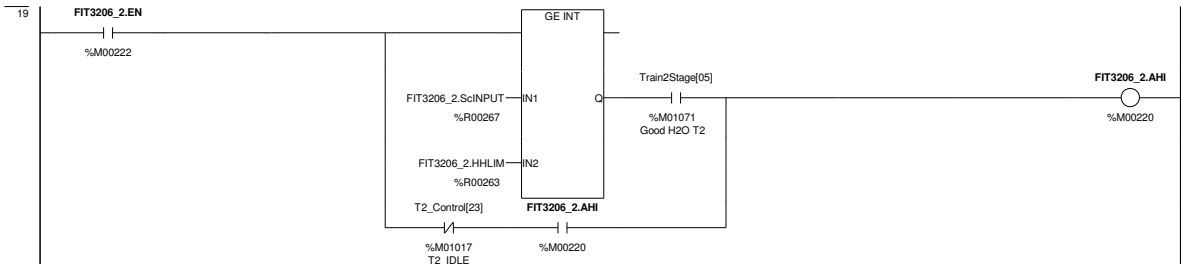 19
FIT3206_2.EN
%M00222
GE INT
FIT3206_2.ScINPUT
IN1
Q
%R00267
Train2Stage[05]
%M01071
Good H2O T2
FIT3206_2.AHI
%M00220
FIT3206_2.HHLIM
IN2
%R00263
T2_Control[23]
%M01017
T2_IDLE
FIT3206_2.AHI
%M00220